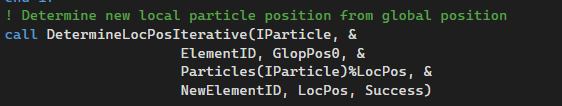 ! Determine new local particle position from global position
call DetermineLocPosIterative(IParticle, &
ElementID, GlopPos0, &
Particles(IParticle)%LocPos, &
NewElementID, LocPos, Success)